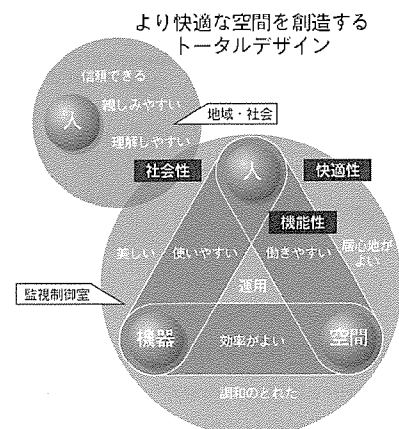 より快適な空間を創造する
トータルデザイン
信頼できる
人
親しみやすい
理解しやすい
地域・社会
社会性
人
快適性
機能性
美しい
使いやすい
働きやすい
居心地が
よい
運用
監視制御室
機器
効率がよい
空間
調和のとれた